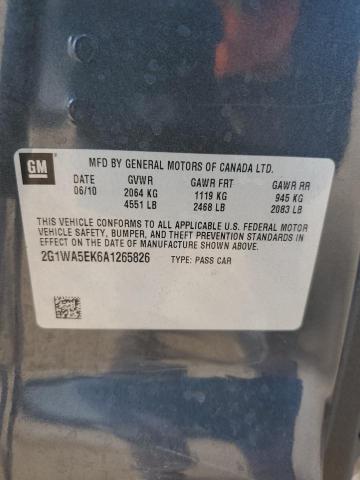 GM
MFD BY GENERAL MOTORS OF CANADA LTD.
DATE GVWR GAWR FRT GAWR RR
06/10 2064 KG 1119 KG 945 KG
4551 LB 2468 LB 2083 LB
THIS VEHICLE CONFORMS TO ALL APPLICABLE U.S. FEDERAL MOTOR
VEHICLE SAFETY, BUMPER, AND THEFT PREVENTION STANDARDS IN
EFFECT ON THE DATE OF MANUFACTURE SHOWN ABOVE.
2G1WA5EK6A1265826 TYPE: PASS CAR